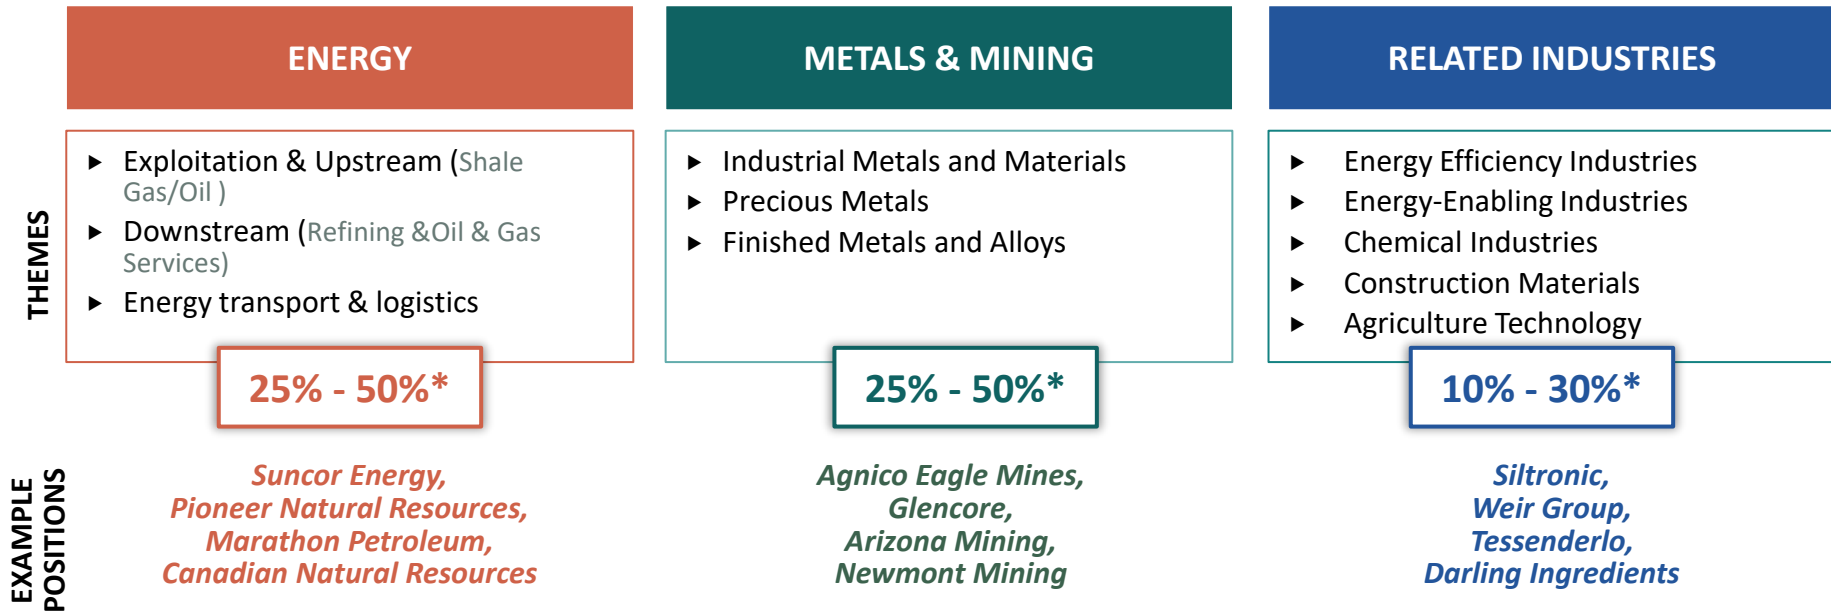 ENERGY
METALS & MINING
RELATED INDUSTRIES
THEMES
► Exploitation & Upstream (Shale
Gas/Oil )
► Downstream (Refining &Oil & Gas
Services)
► Energy transport & logistics
► Industrial Metals and Materials
► Precious Metals
► Finished Metals and Alloys
► Energy Efficiency Industries
► Energy-Enabling Industries
► Chemical Industries
► Construction Materials
► Agriculture Technology
25% - 50%*
25% - 50%*
10% - 30%*
EXAMPLE
POSITIONS
Suncor Energy,
Pioneer Natural Resources,
Marathon Petroleum,
Canadian Natural Resources
Agnico Eagle Mines,
Glencore,
Arizona Mining,
Newmont Mining
Siltronic,
Weir Group,
Tessenderlo,
Darling Ingredients